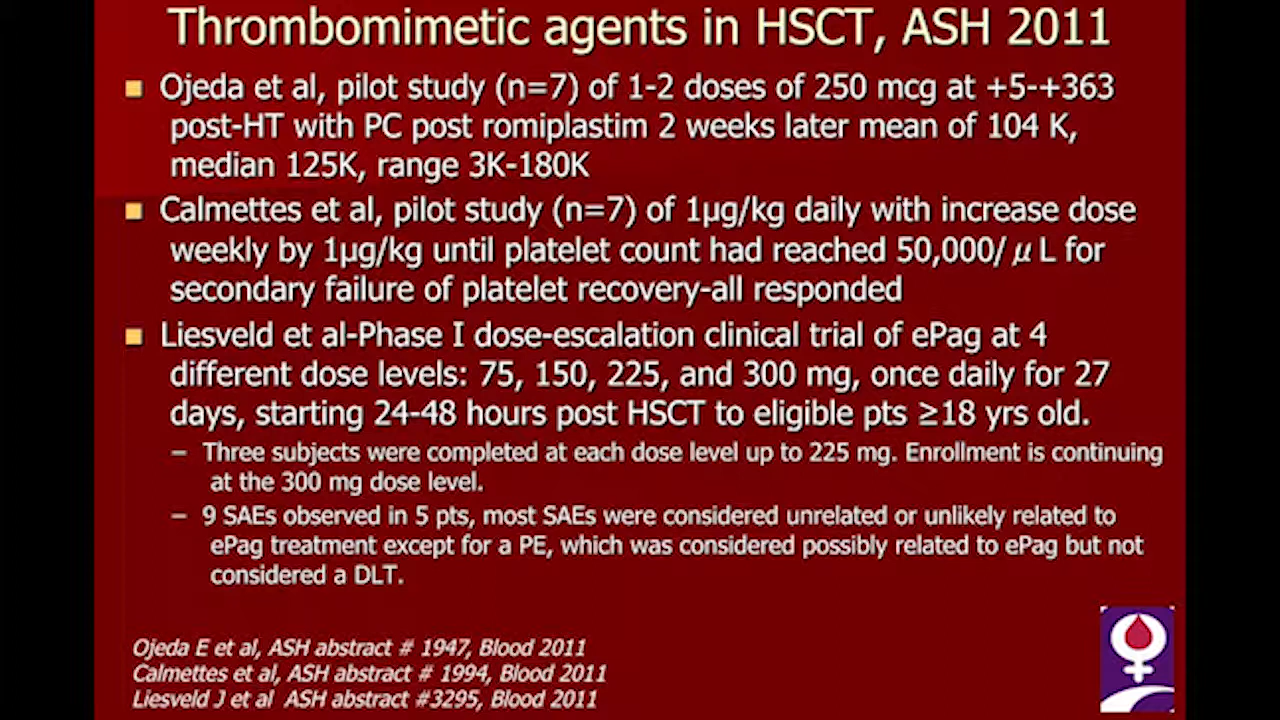 Thrombomimetic agents in HSCT, ASH 2011
Ojeda et al, pilot study (n=7) of 1-2 doses of 250 mcg at +5-+363
post-HT with PC post romiplastim 2 weeks later mean of 104 K,
median 125K, range 3K-180K
Calmettes et al, pilot study (n=7) of 1µg/kg daily with increase dose
weekly by 1µg/kg until platelet count had reached 50,000/ μ L for
secondary failure of platelet recovery-all responded
Liesveld et al-Phase I dose-escalation clinical trial of ePag at 4
different dose levels: 75, 150, 225, and 300 mg, once daily for 27
days, starting 24-48 hours post HSCT to eligible pts ≥18 yrs old.
– Three subjects were completed at each dose level up to 225 mg. Enrollment is continuing
at the 300 mg dose level.
– 9 SAEs observed in 5 pts, most SAEs were considered unrelated or unlikely related to
ePag treatment except for a PE, which was considered possibly related to ePag but not
considered a DLT.
Ojeda E et al, ASH abstract # 1947, Blood 2011
Calmettes et al, ASH abstract # 1994, Blood 2011
Liesveld J et al ASH abstract #3295, Blood 2011